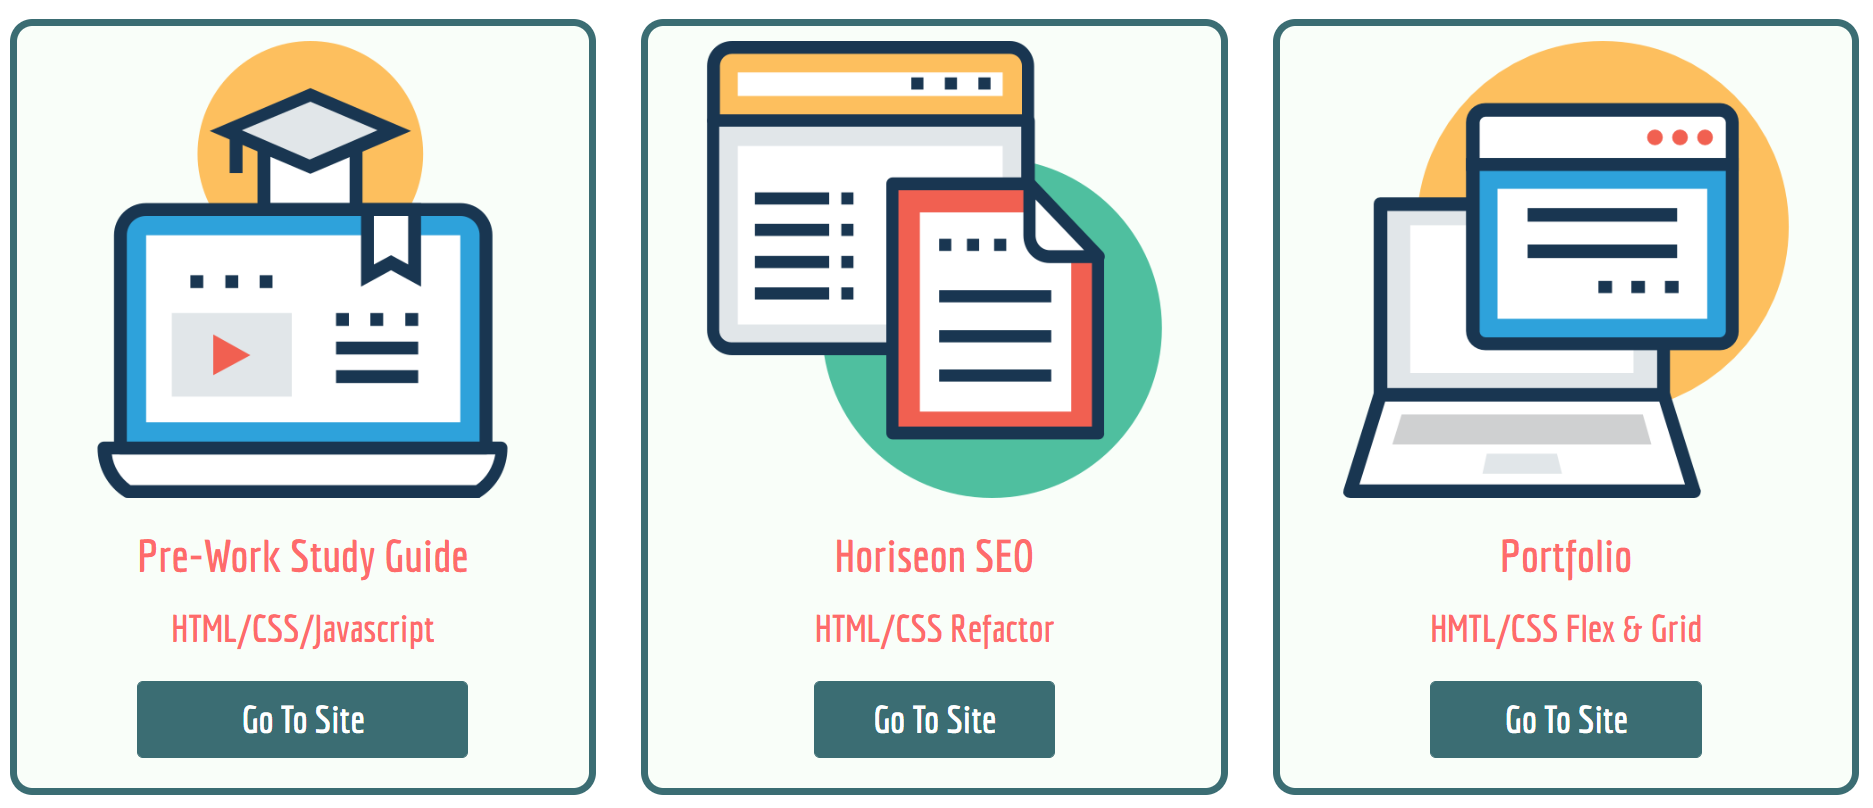 Pre-Work Study Guide
HTML/CSS/Javascript
Go To Site
Horiseon SEO
HTML/CSS Refactor
Go To Site
Portfolio
HMTL/CSS Flex & Grid
Go To Site